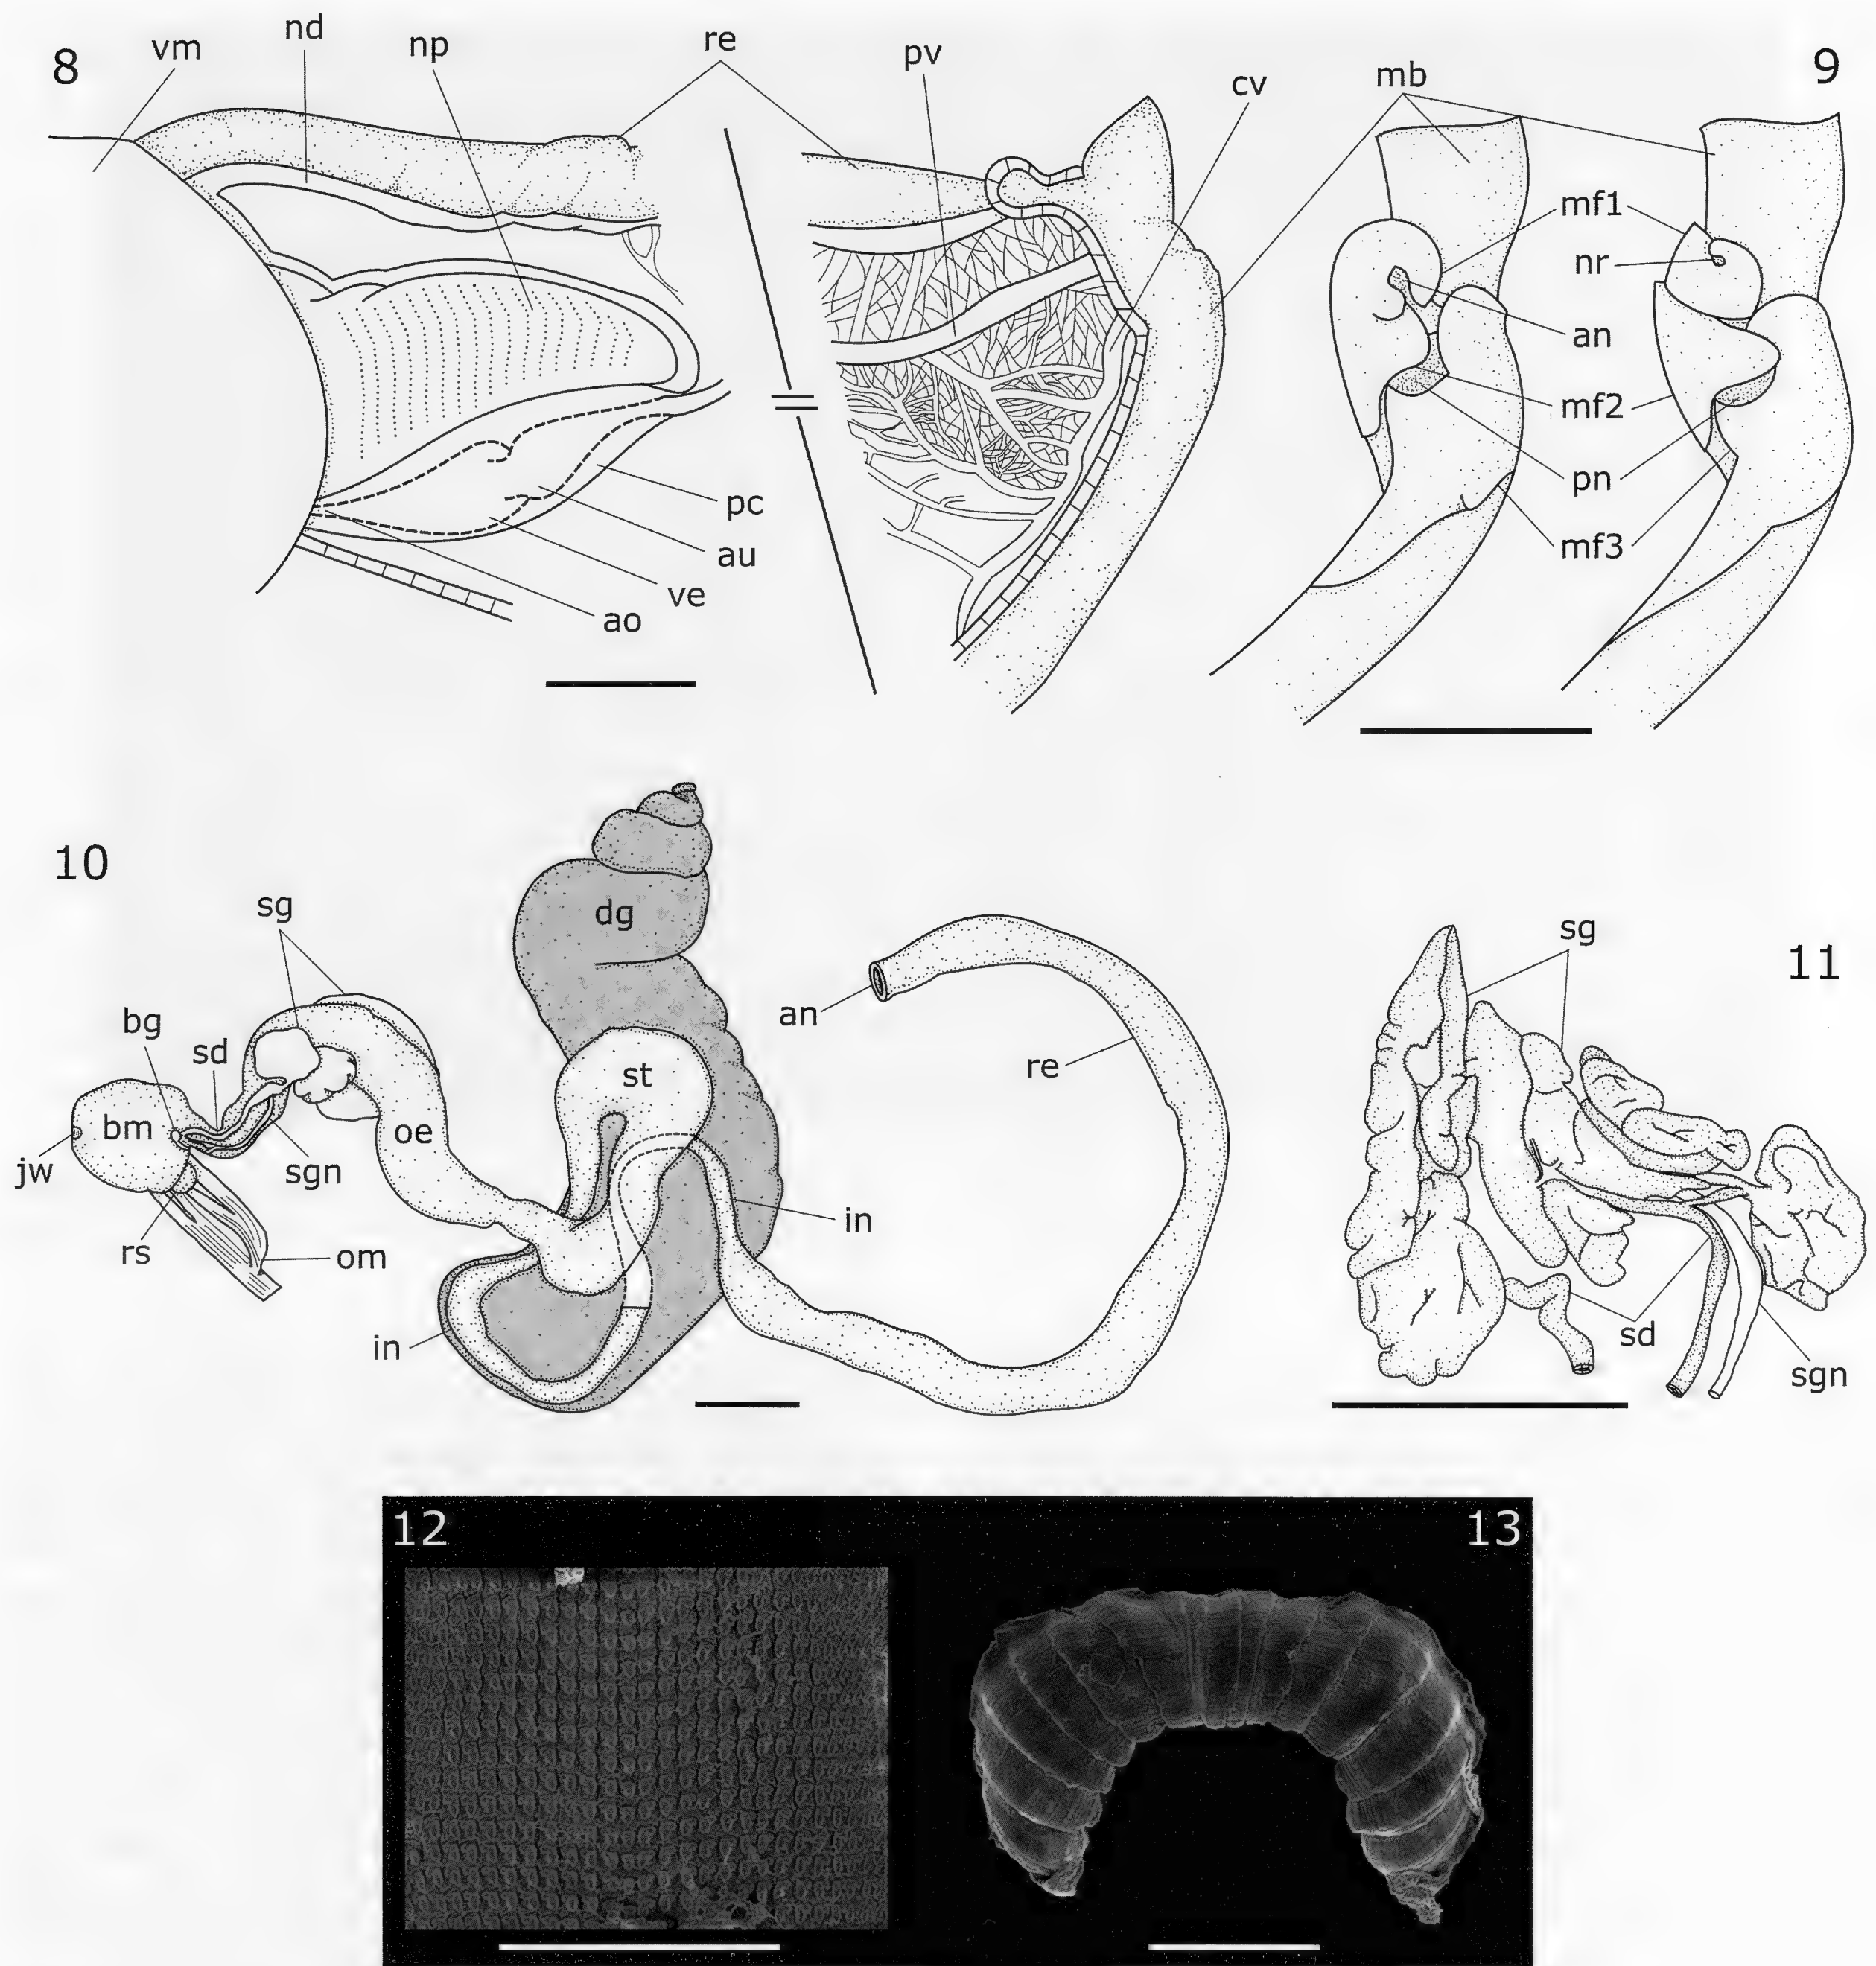 8
vm
nd
np
re
pv
cv
mb
9
mf1
nr
an
mf2
pn
mf3
pc
au
ve
ao
10
sg
dg
bg
sd
bm
st
oe
jw
sgn
rs
om
in
in
an
re
11
sg
sd
sgn
12
13